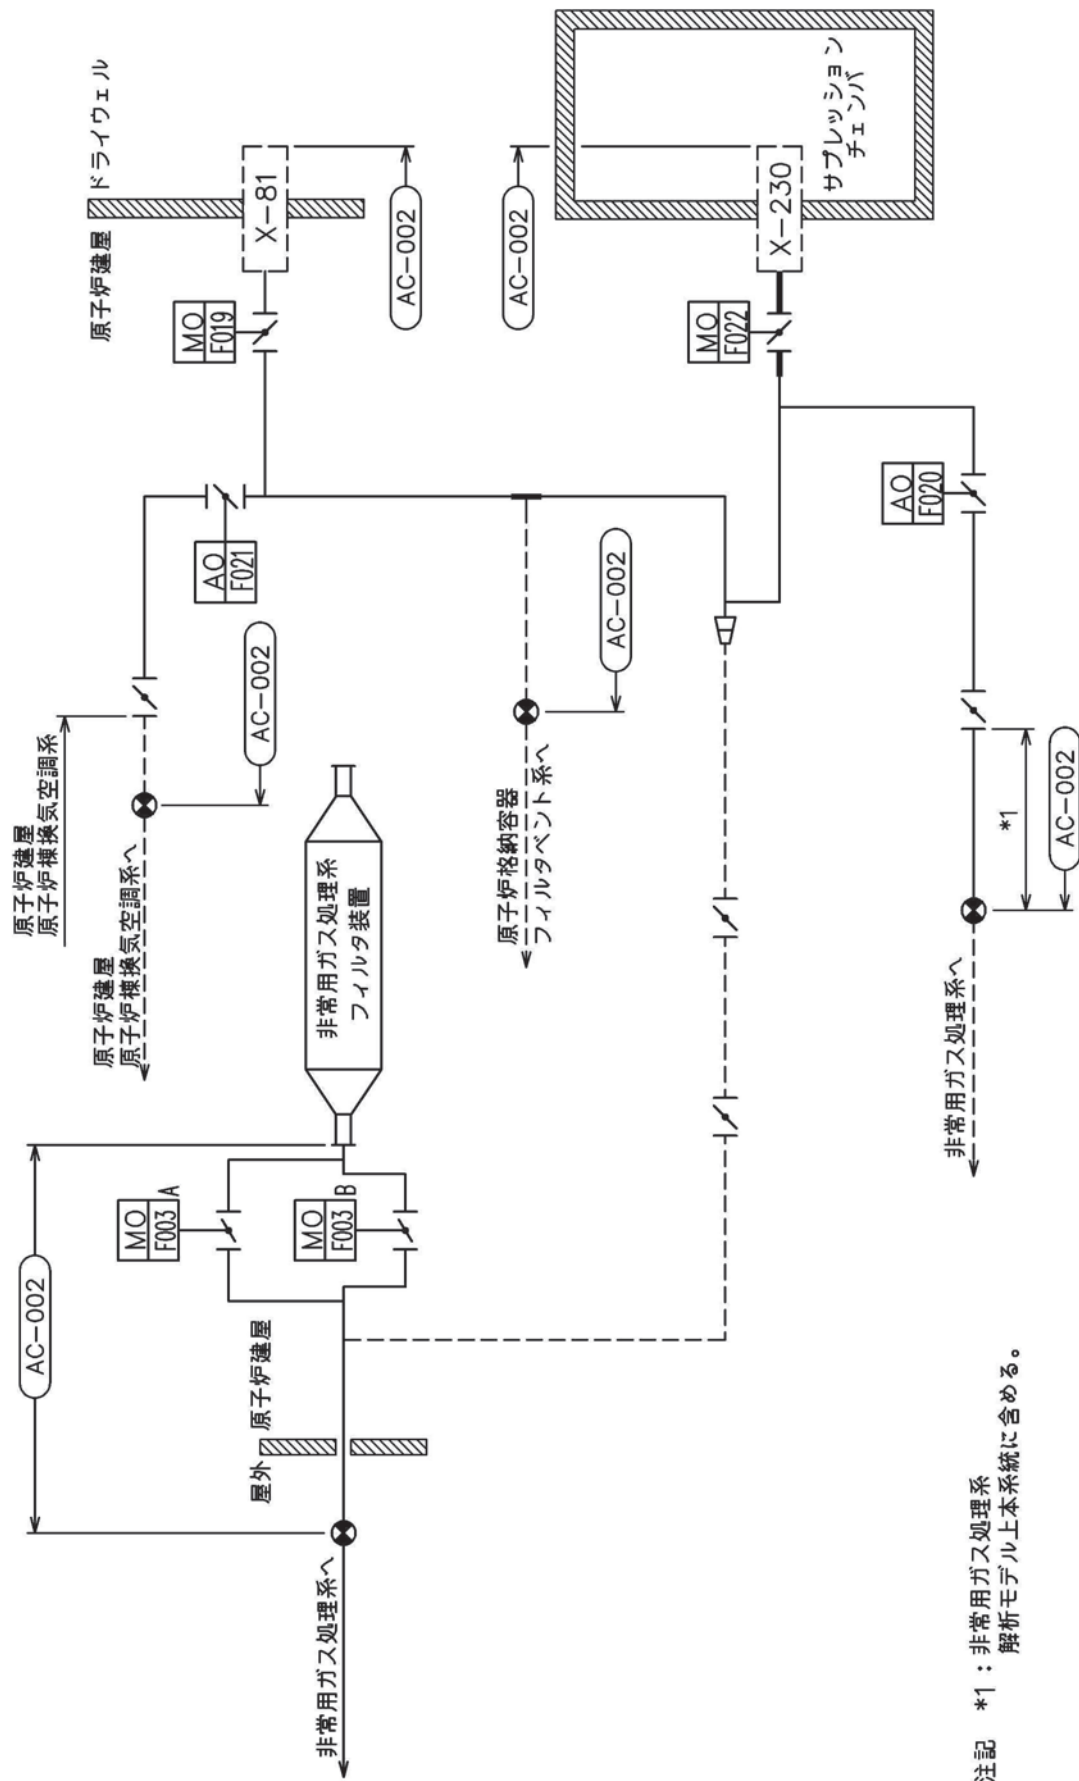 ドライウェル
原子炉建屋
X-81
MO
F019
AC-002
AC-002
サプレッション
チェンバ
X-230
MO
F022
AO
F021
AO
F020
原子炉建屋
原子炉棟換気空調系
AC-002
原子炉建屋
原子炉棟換気空調系へ
AC-002
原子炉格納容器
フィルタベント系へ
非常用ガス処理系
フィルタ装置
*1
AC-002
非常用ガス処理系へ
AC-002
MO
F003
A
MO
F003
B
原子炉建屋
屋外
非常用ガス処理系へ
注記 *1：非常用ガス処理系
解析モデル上本系統に含める。